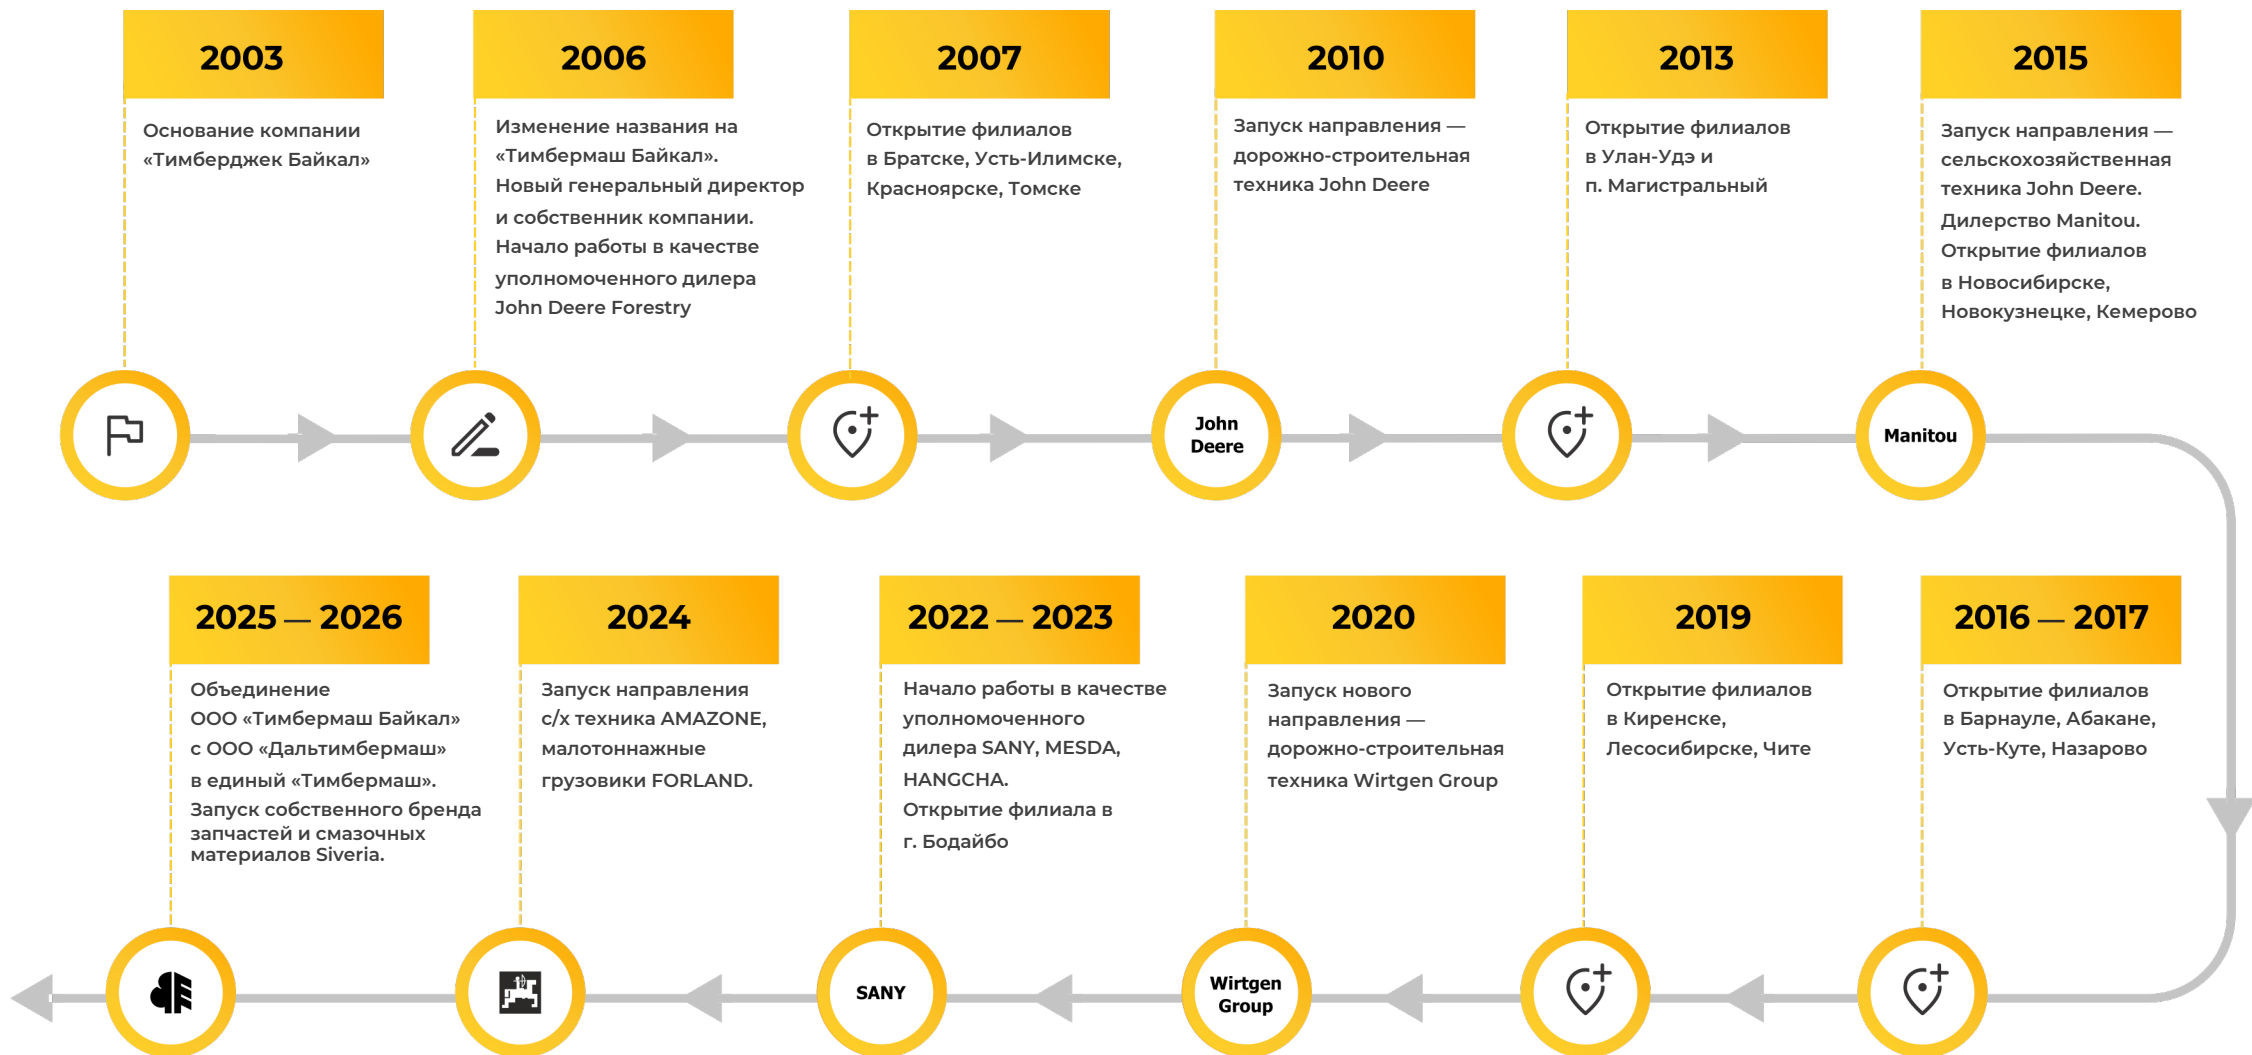 2003
Основание компании
«Тимберджек Байкал»
2006
Изменение названия на
«Тимбермаш Байкал».
Новый генеральный директор
и собственник компании.
Начало работы в качестве
уполномоченного дилера
John Deere Forestry
2007
Открытие филиалов
в Братске, Усть-Илимске,
Красноярске, Томске
2010
Запуск направления —
дорожно-строительная
техника John Deere
John
Deere
2013
Открытие филиалов
в Улан-Удэ и
п. Магистральный
2015
Запуск направления —
сельскохозяйственная
техника John Deere.
Дилерство Manitou.
Открытие филиалов
в Новосибирске,
Новокузнецке, Кемерово
Manitou
2016 — 2017
Открытие филиалов
в Барнауле, Абакане,
Усть-Куте, Назарово
2019
Открытие филиалов
в Киренске,
Лесосибирске, Чите
2020
Запуск нового
направления —
дорожно-строительная
техника Wirtgen Group
Wirtgen
Group
2022 — 2023
Начало работы в качестве
уполномоченного
дилера SANY, MESDA,
HANGCHA.
Открытие филиала в
г. Бодайбо
SANY
2024
Запуск направления
с/х техника AMAZONE,
малотоннажные
грузовики FORLAND.
2025 — 2026
Объединение
ООО «Тимбермаш Байкал»
с ООО «Дальтимбермаш»
в единый «Тимбермаш».
Запуск собственного бренда
запчастей и смазочных
материалов Siveria.